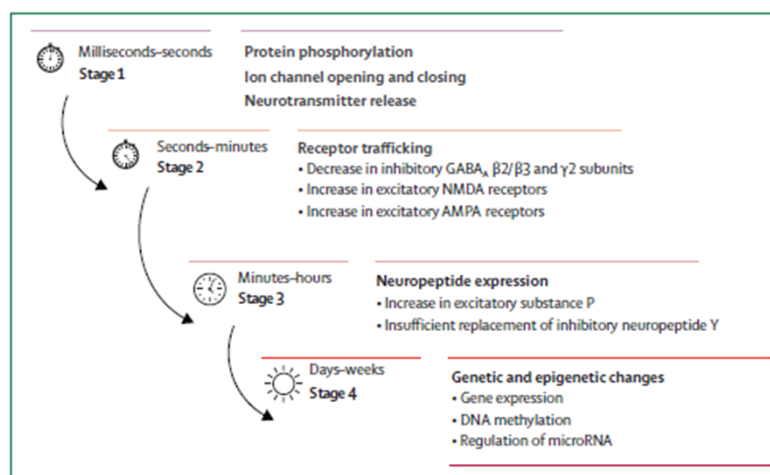 Milliseconds–seconds
Stage 1
Protein phosphorylation
Ion channel opening and closing
Neurotransmitter release
Seconds–minutes
Stage 2
Receptor trafficking
• Decrease in inhibitory GABAA β2/β3 and γ2 subunits
• Increase in excitatory NMDA receptors
• Increase in excitatory AMPA receptors
Minutes–hours
Stage 3
Neuropeptide expression
• Increase in excitatory substance P
• Insufficient replacement of inhibitory neuropeptide Y
Days–weeks
Stage 4
Genetic and epigenetic changes
• Gene expression
• DNA methylation
• Regulation of microRNA